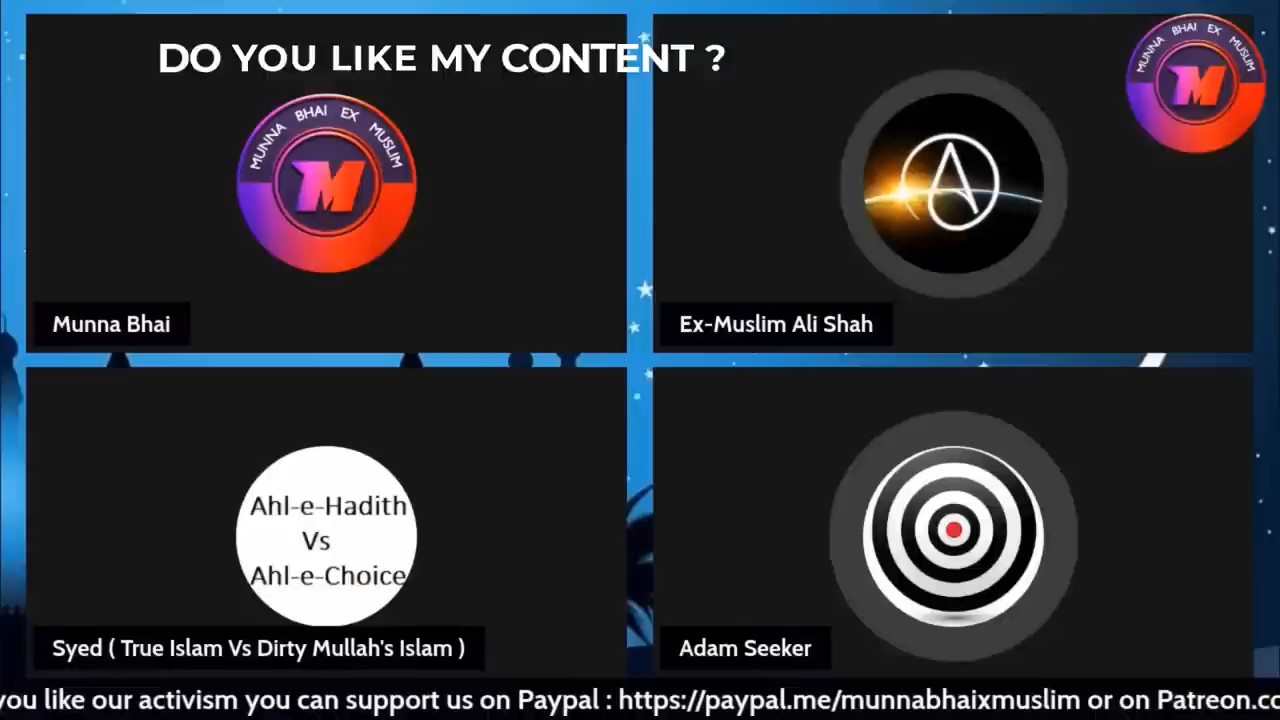 DO YOU LIKE MY CONTENT ?
MUNNA BHAI EX MUSLIM
M
MUNNA BHAI EX MUSLIM
M
Munna Bhai
Ex-Muslim Ali Shah
Ahl-e-Hadith
Vs
Ahl-e-Choice
Syed ( True Islam Vs Dirty Mullah's Islam )
Adam Seeker
you like our activism you can support us on Paypal : https://paypal.me/munnabhaixmuslim or on Patreon.co